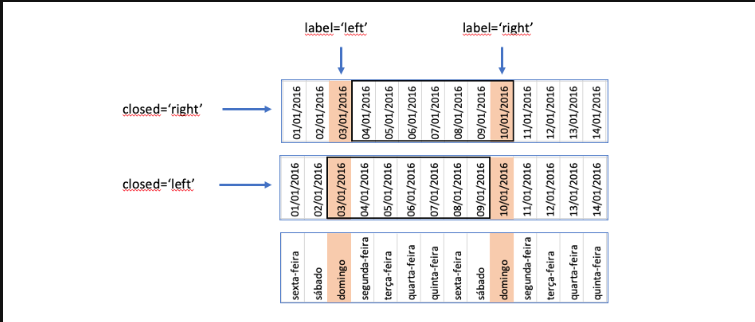 label=‘left’ label=‘right’
closed=‘right’
01/01/2016 02/01/2016 03/01/2016 04/01/2016 05/01/2016 06/01/2016 07/01/2016 08/01/2016 09/01/2016 10/01/2016 11/01/2016 12/01/2016 13/01/2016 14/01/2016
closed=‘left’
01/01/2016 02/01/2016 03/01/2016 04/01/2016 05/01/2016 06/01/2016 07/01/2016 08/01/2016 09/01/2016 10/01/2016 11/01/2016 12/01/2016 13/01/2016 14/01/2016
sexta-feira sábado domingo segunda-feira terça-feira quarta-feira quinta-feira sexta-feira sábado domingo segunda-feira terça-feira quarta-feira quinta-feira